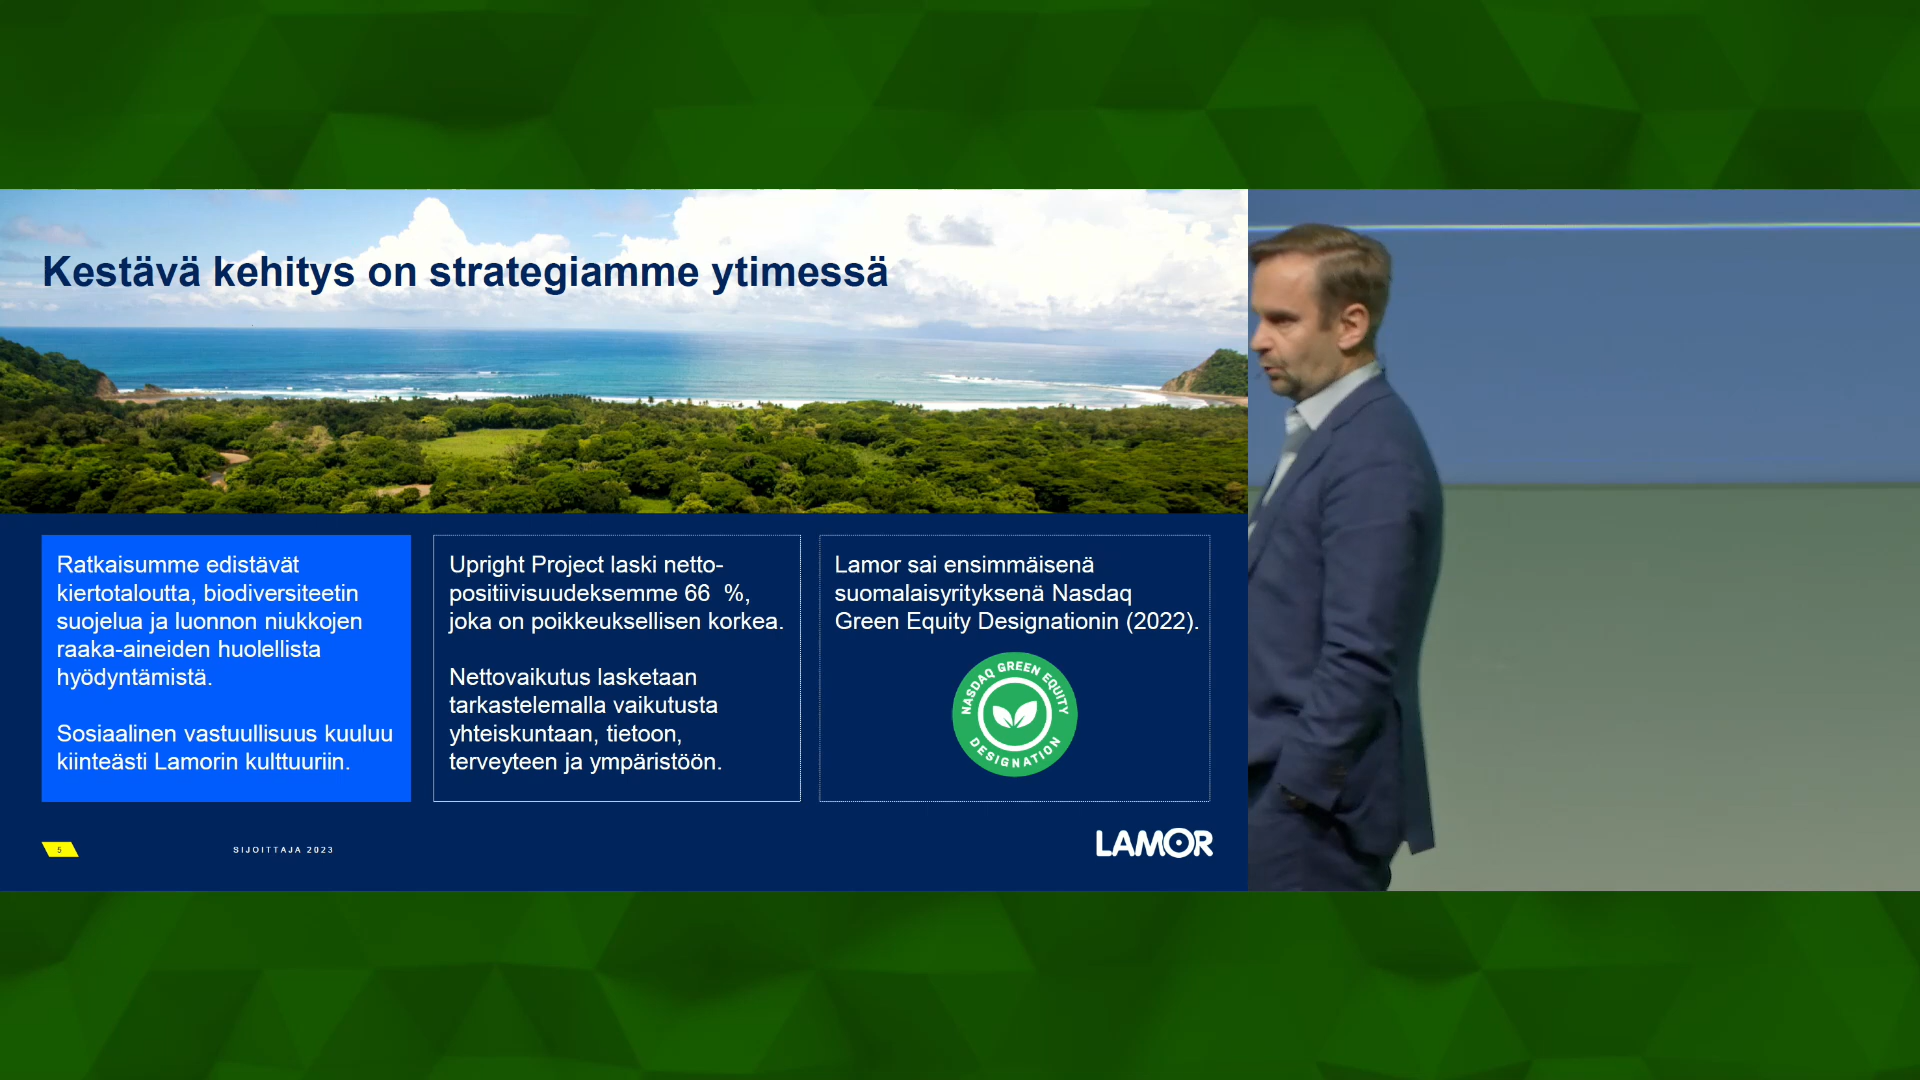 Kestävä kehitys on strategiamme ytimessä
Ratkaisumme edistävät
kiertotaloutta, biodiversiteetin
suojelua ja luonnon niukkojen
raaka-aineiden huolellista
hyödyntämistä.
Sosiaalinen vastuullisuus kuuluu
kiinteästi Lamorin kulttuuriin.
Upright Project laski netto-
positiivisuudeksemme 66 %,
joka on poikkeuksellisen korkea.
Nettovaikutus lasketaan
tarkastelemalla vaikutusta
yhteiskuntaan, tietoon,
terveyteen ja ympäristöön.
Lamor sai ensimmäisenä
suomalaisyrityksenä Nasdaq
Green Equity Designationin (2022).
NASDAQ GREEN EQUITY
DESIGNATION
5
SIJOITTAJA 2023
LAMOR